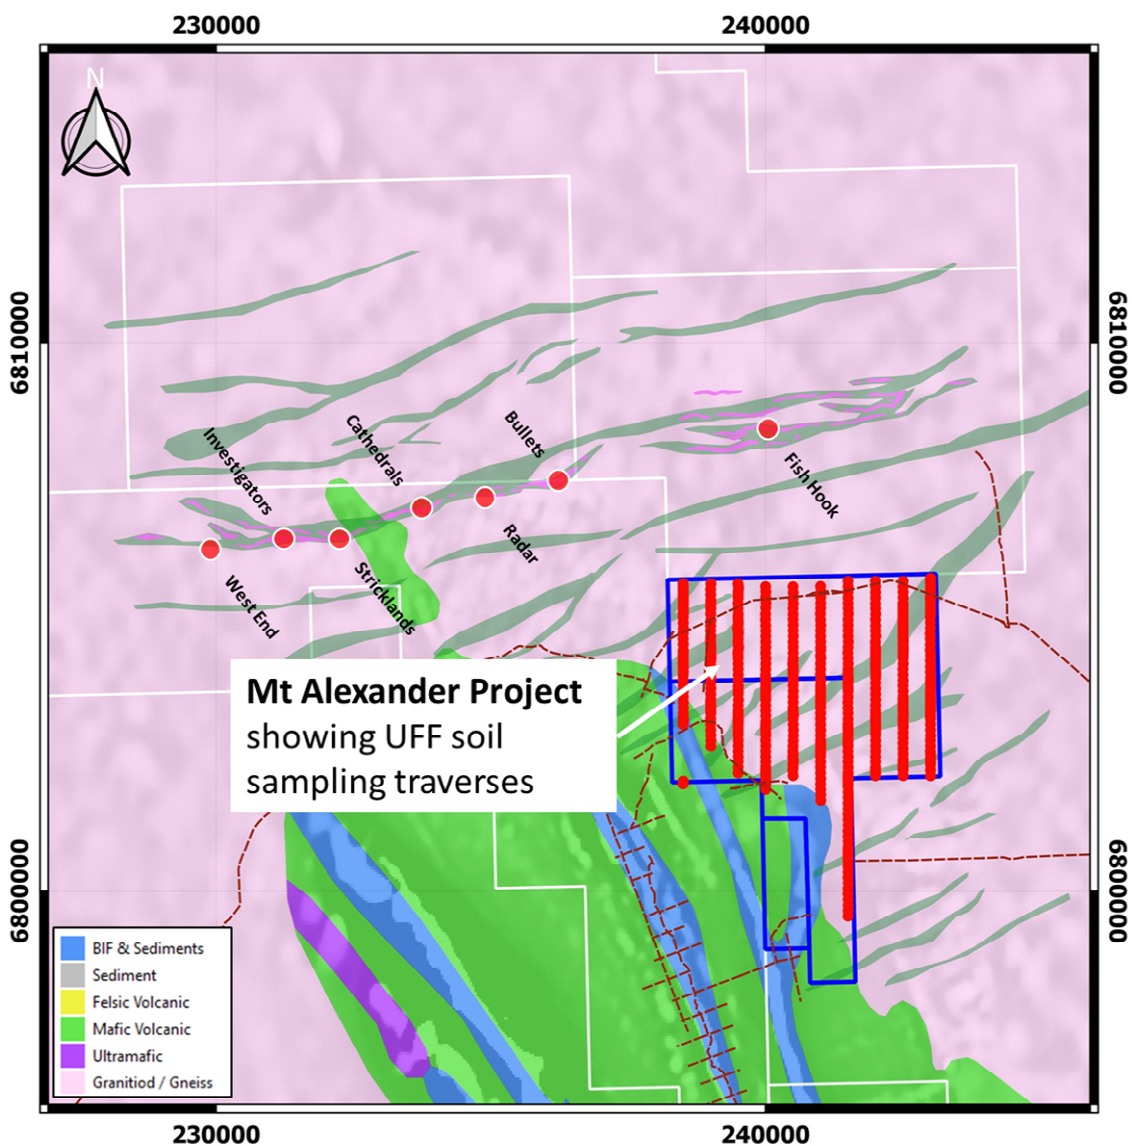 230000
240000
N
6810000
6810000
Investigators
Cathedrals
Bullets
Fish Hook
Radar
West End
Stricklands
Mt Alexander Project
showing UFF soil
sampling traverses
6800000
6800000
BIF & Sediments
Sediment
Felsic Volcanic
Mafic Volcanic
Ultramafic
Granitiod / Gneiss
230000
240000